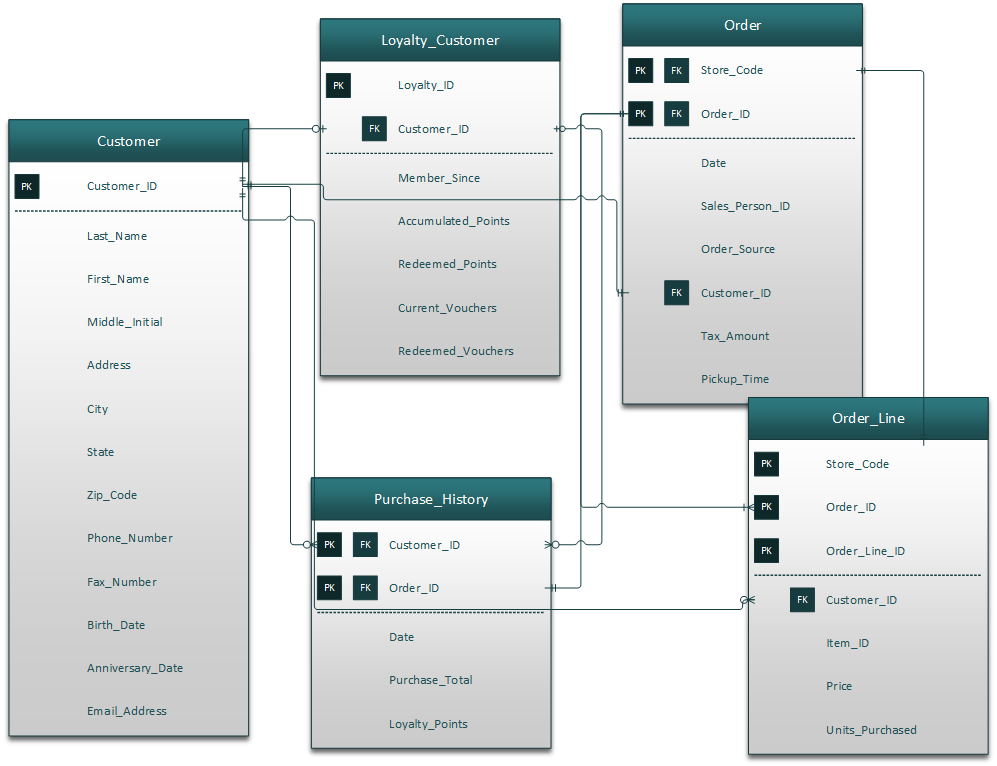 Customer
PK Customer_ID
Last_Name
First_Name
Middle_Initial
Address
City
State
Zip_Code
Phone_Number
Fax_Number
Birth_Date
Anniversary_Date
Email_Address
Loyalty_Customer
PK Loyalty_ID
FK Customer_ID
Member_Since
Accumulated_Points
Redeemed_Points
Current_Vouchers
Redeemed_Vouchers
Order
PK FK Store_Code
PK FK Order_ID
Date
Sales_Person_ID
Order_Source
FK Customer_ID
Tax_Amount
Pickup_Time
Purchase_History
PK FK Customer_ID
PK FK Order_ID
Date
Purchase_Total
Loyalty_Points
Order_Line
PK Store_Code
PK Order_ID
PK Order_Line_ID
FK Customer_ID
Item_ID
Price
Units_Purchased